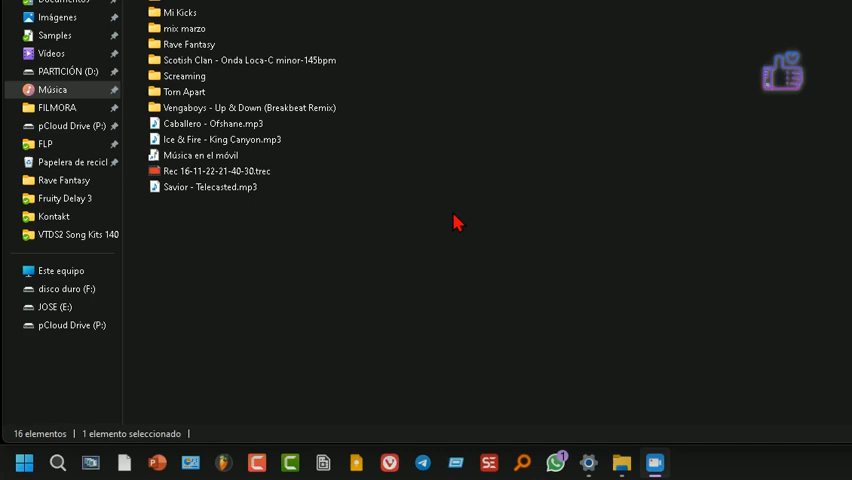 Documentos
Imágenes
Samples
Vídeos
PARTICIÓN (D:)
Música
FILMORA
pCloud Drive (P:)
FLP
Papelera de recicl
Rave Fantasy
Fruity Delay 3
Kontakt
VTDS2 Song Kits 140
Este equipo
disco duro (F:)
JOSE (E:)
pCloud Drive (P:)
Mi Kicks
mix marzo
Rave Fantasy
Scotish Clan - Onda Loca-C minor-145bpm
Screaming
Torn Apart
Vengaboys - Up & Down (Breakbeat Remix)
Caballero - Ofshane.mp3
Ice & Fire - King Canyon.mp3
Música en el móvil
Rec 16-11-22-21-40-30.trec
Savior - Telecasted.mp3
16 elementos
1 elemento seleccionado
C
C
P
V
SE
1